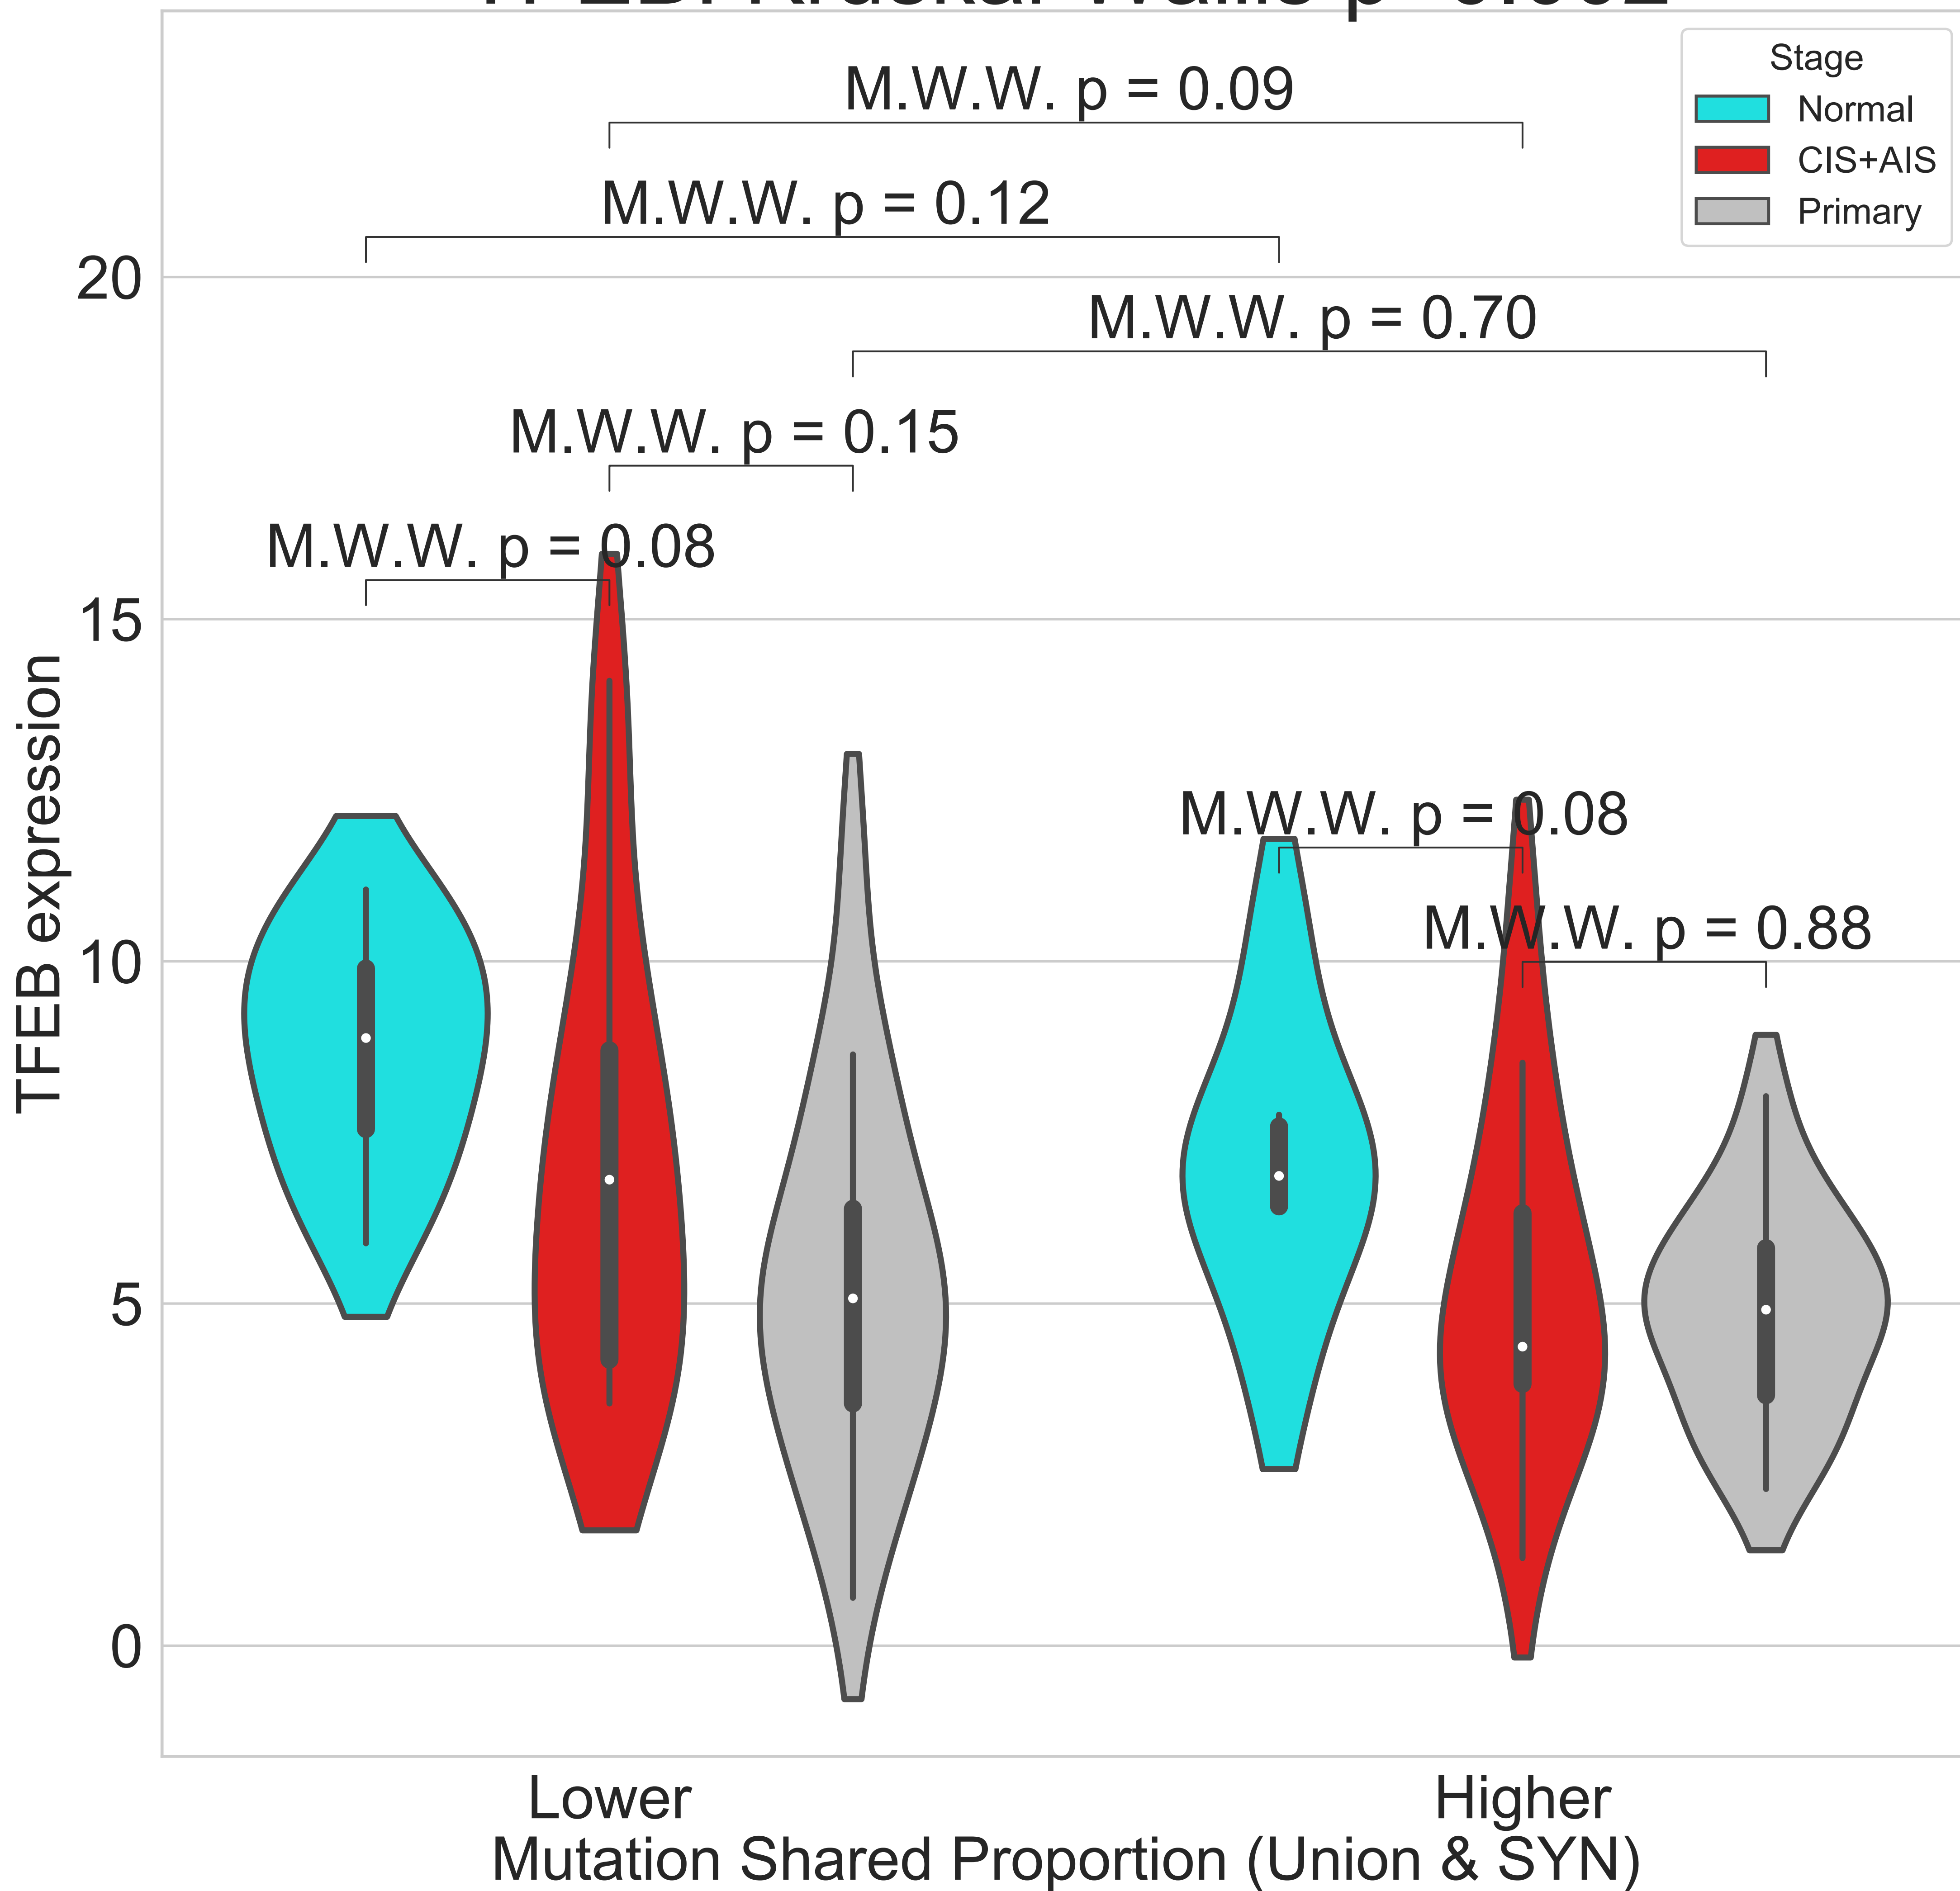 Stage
Normal
CIS+AIS
Primary
M.W.W. p = 0.09
M.W.W. p = 0.12
M.W.W. p = 0.70
M.W.W. p = 0.15
M.W.W. p = 0.08
M.W.W. p = 0.08
M.W.W. p = 0.88
20
15
10
5
0
TFEB expression
Lower
Higher
Mutation Shared Proportion (Union & SYN)